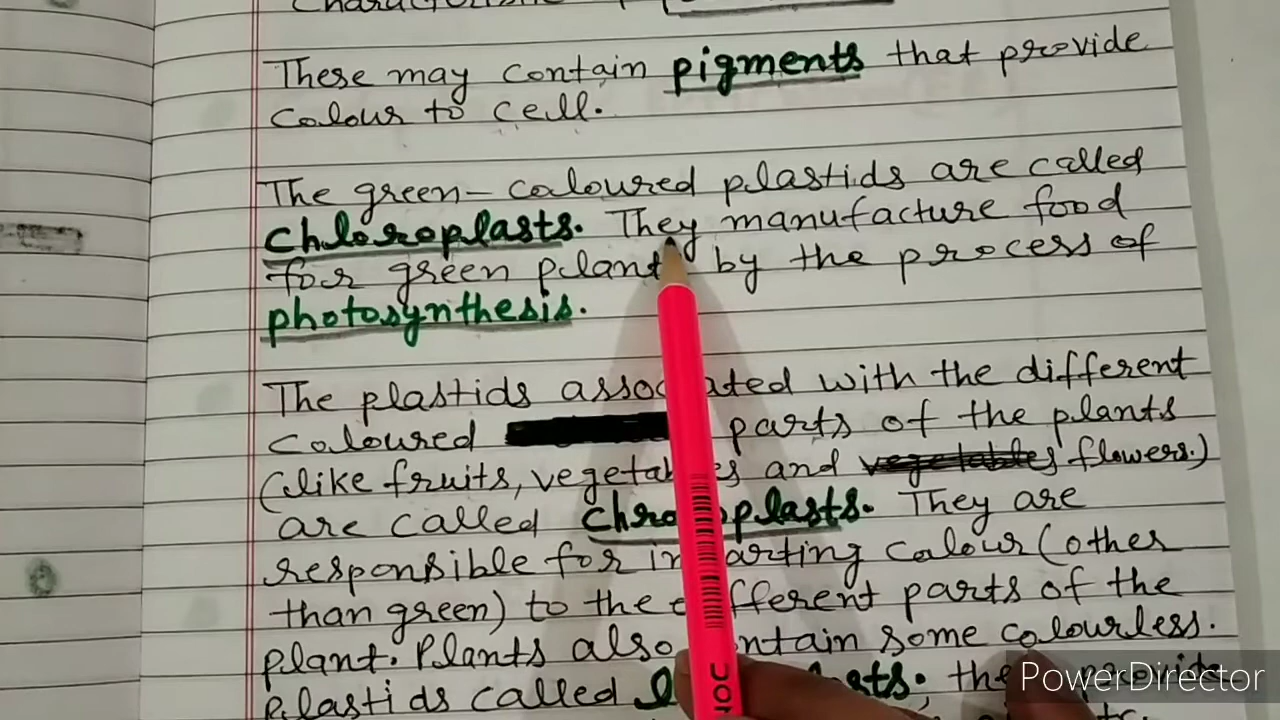 These may contain pigments that provide
colour to cell.
The green-coloured plastids are called
Chloroplasts. They manufacture food
for green plant by the process of
photosynthesis.
The plastids associated with the different
coloured parts of the plants
(like fruits, vegetables and vegetables flowers.)
are called Chromoplasts. They are
responsible for imparting colour (other
than green) to the different parts of the
plant. Plants also contain some colourless.
plastids called provide
PowerDirector